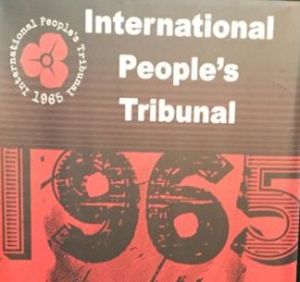 International People's Tribunal
1965
International
People's
Tribunal
1965